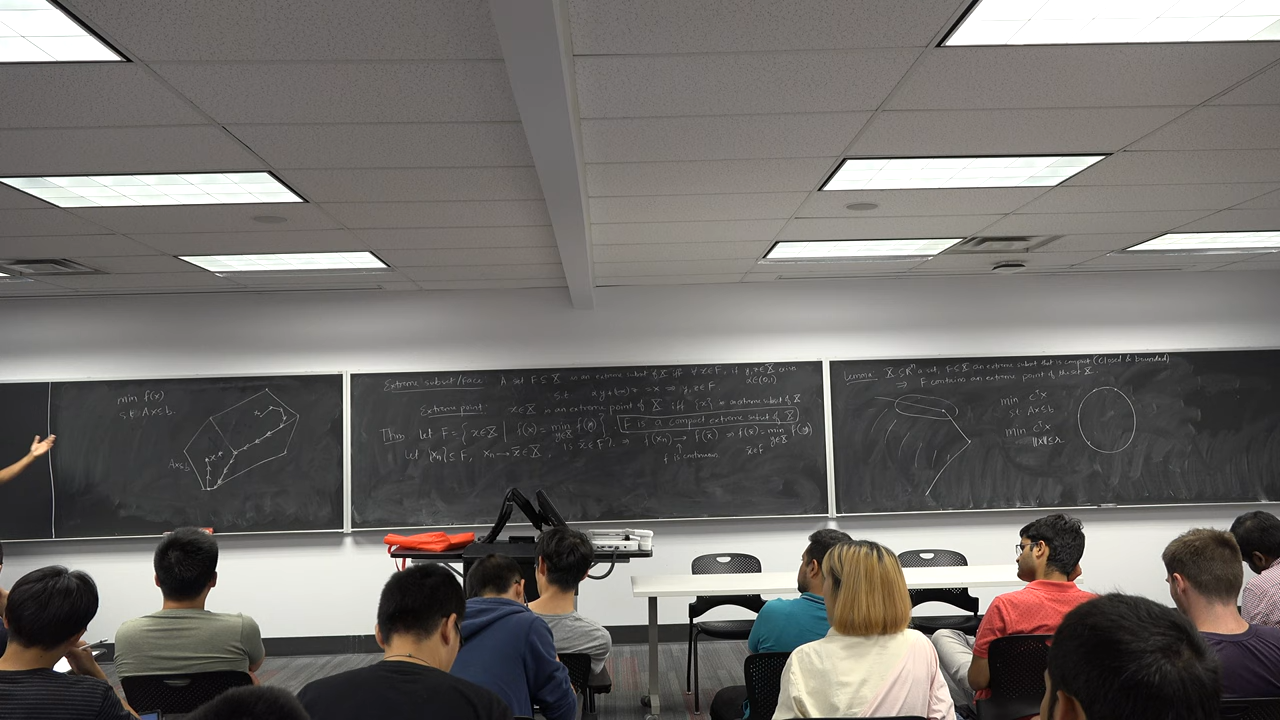 min f(x)
s.t. Ax≤b.
Ax≤b
Extreme subset/Face: A set F ⊆ X is an extreme subset of X iff ∀x∈F, if y,z∈X
α∈(0,1)
s.t. αy+(1-α)z = x ⇒ y,z∈F
Extreme point: x∈X is an extreme point of X iff {x} is an extreme subset of X
Thm let F = {x∈X | f(x) = min f(y)}. F is a compact extreme subset of X
y∈X
let {xn} ⊆ F, xn → x̄ ∈ X, is x̄∈F? ⇒ f(xn) → f(x̄) ⇒ f(x̄) = min f(y)
y∈X
f is continuous
x̄∈F
Lemma X⊆Rⁿ a set, F⊆X an extreme subset that is compact (closed & bounded)
⇒ F contains an extreme point of the set X.
min cᵀx
s.t. Ax≤b
min cᵀx
||x||≤r